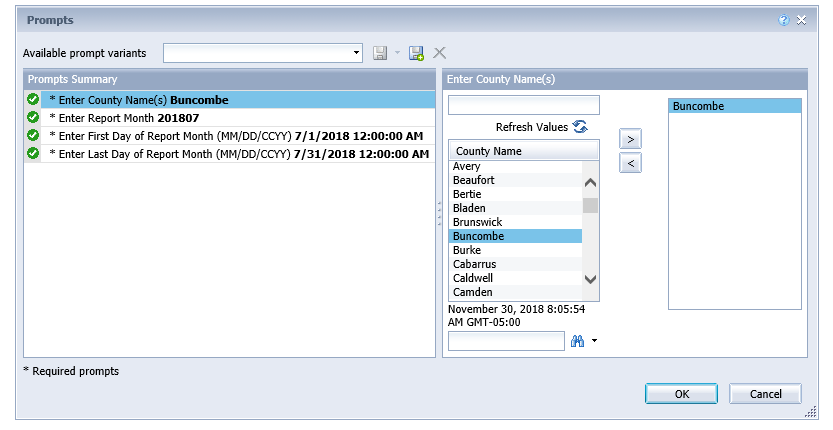 Prompts
Available prompt variants
Prompts Summary
* Enter County Name(s) Buncombe
* Enter Report Month 201807
* Enter First Day of Report Month (MM/DD/CCYY) 7/1/2018 12:00:00 AM
* Enter Last Day of Report Month (MM/DD/CCYY) 7/31/2018 12:00:00 AM
Enter County Name(s)
Refresh Values
County Name
Avery
Beaufort
Bertie
Bladen
Brunswick
Buncombe
Burke
Cabarrus
Caldwell
Camden
November 30, 2018 8:05:54
AM GMT-05:00
>
<
Buncombe
* Required prompts
OK
Cancel